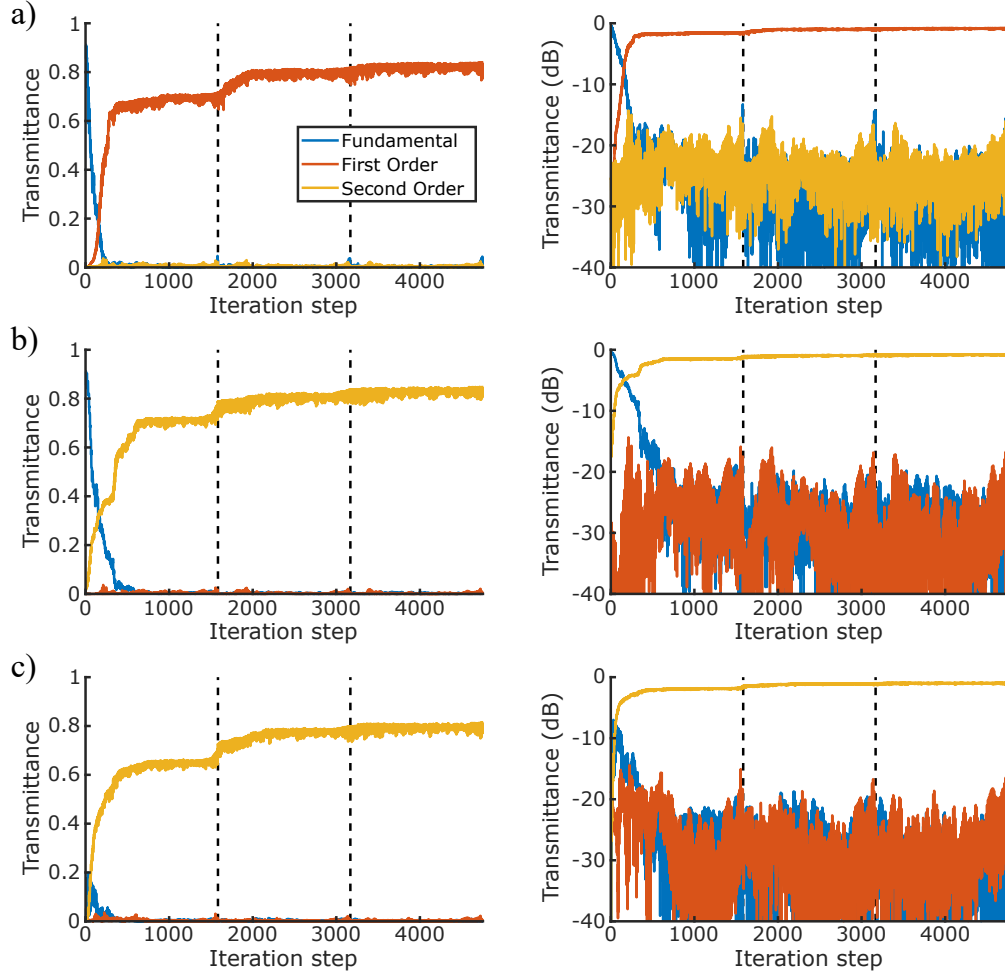 a)
1
0.8
0.6
0.4
0.2
0
Transmittance
0 1000 2000 3000 4000
Iteration step
Fundamental
First Order
Second Order
0
-10
-20
-30
-40
Transmittance (dB)
0 1000 2000 3000 4000
Iteration step
b)
1
0.8
0.6
0.4
0.2
0
Transmittance
0 1000 2000 3000 4000
Iteration step
0
-10
-20
-30
-40
Transmittance (dB)
0 1000 2000 3000 4000
Iteration step
c)
1
0.8
0.6
0.4
0.2
0
Transmittance
0 1000 2000 3000 4000
Iteration step
0
-10
-20
-30
-40
Transmittance (dB)
0 1000 2000 3000 4000
Iteration step